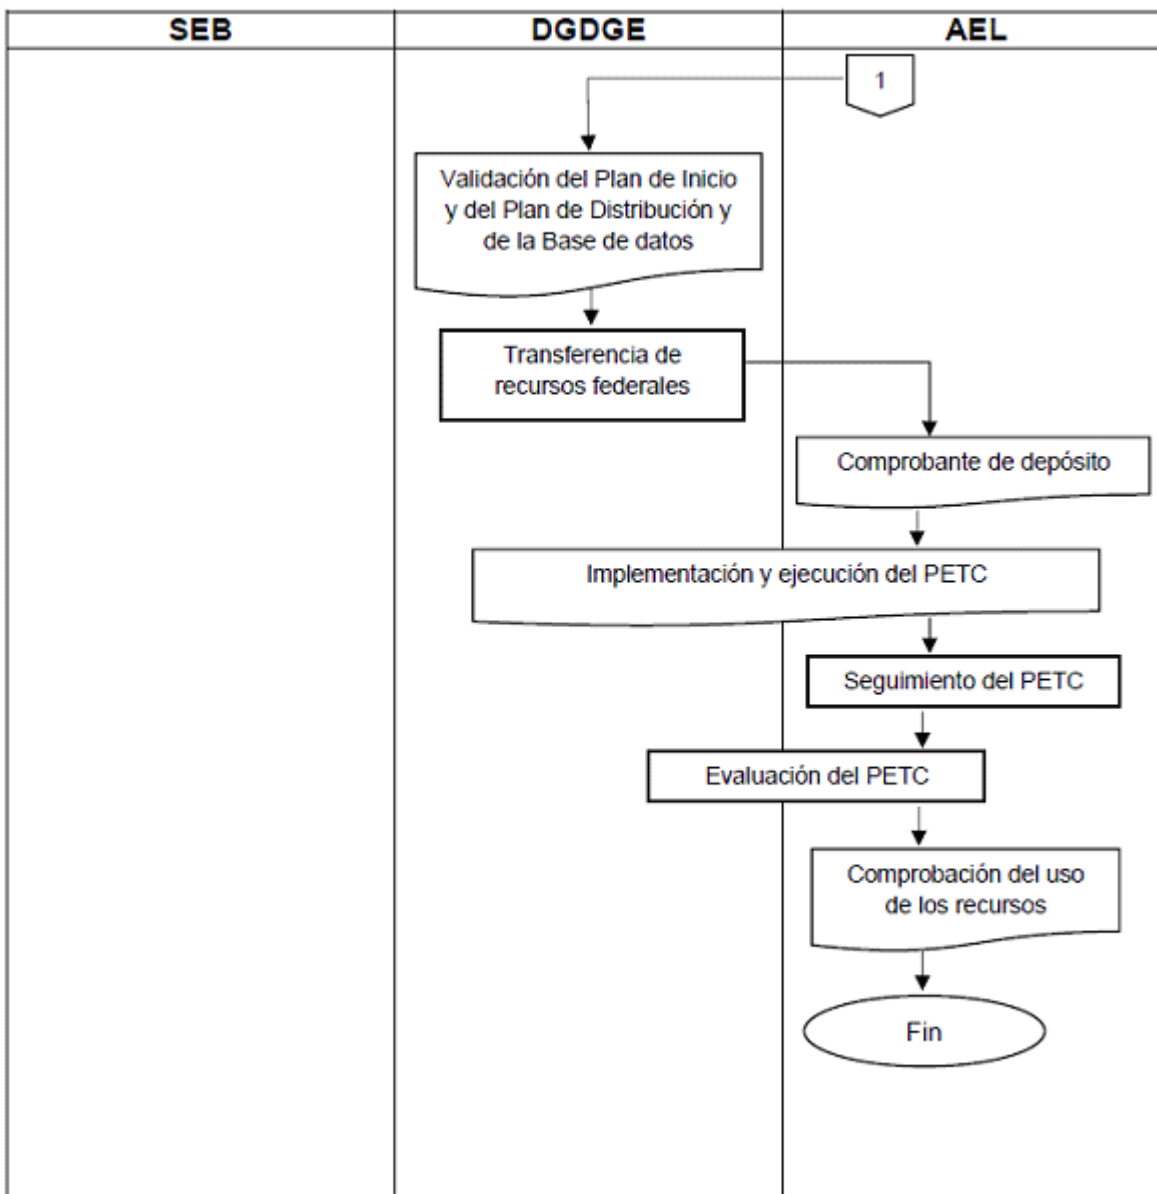 SEB
DGDGE
AEL
1
Validación del Plan de Inicio
y del Plan de Distribución y
de la Base de datos
Transferencia de
recursos federales
Comprobante de depósito
Implementación y ejecución del PETC
Seguimiento del PETC
Evaluación del PETC
Comprobación del uso
de los recursos
Fin